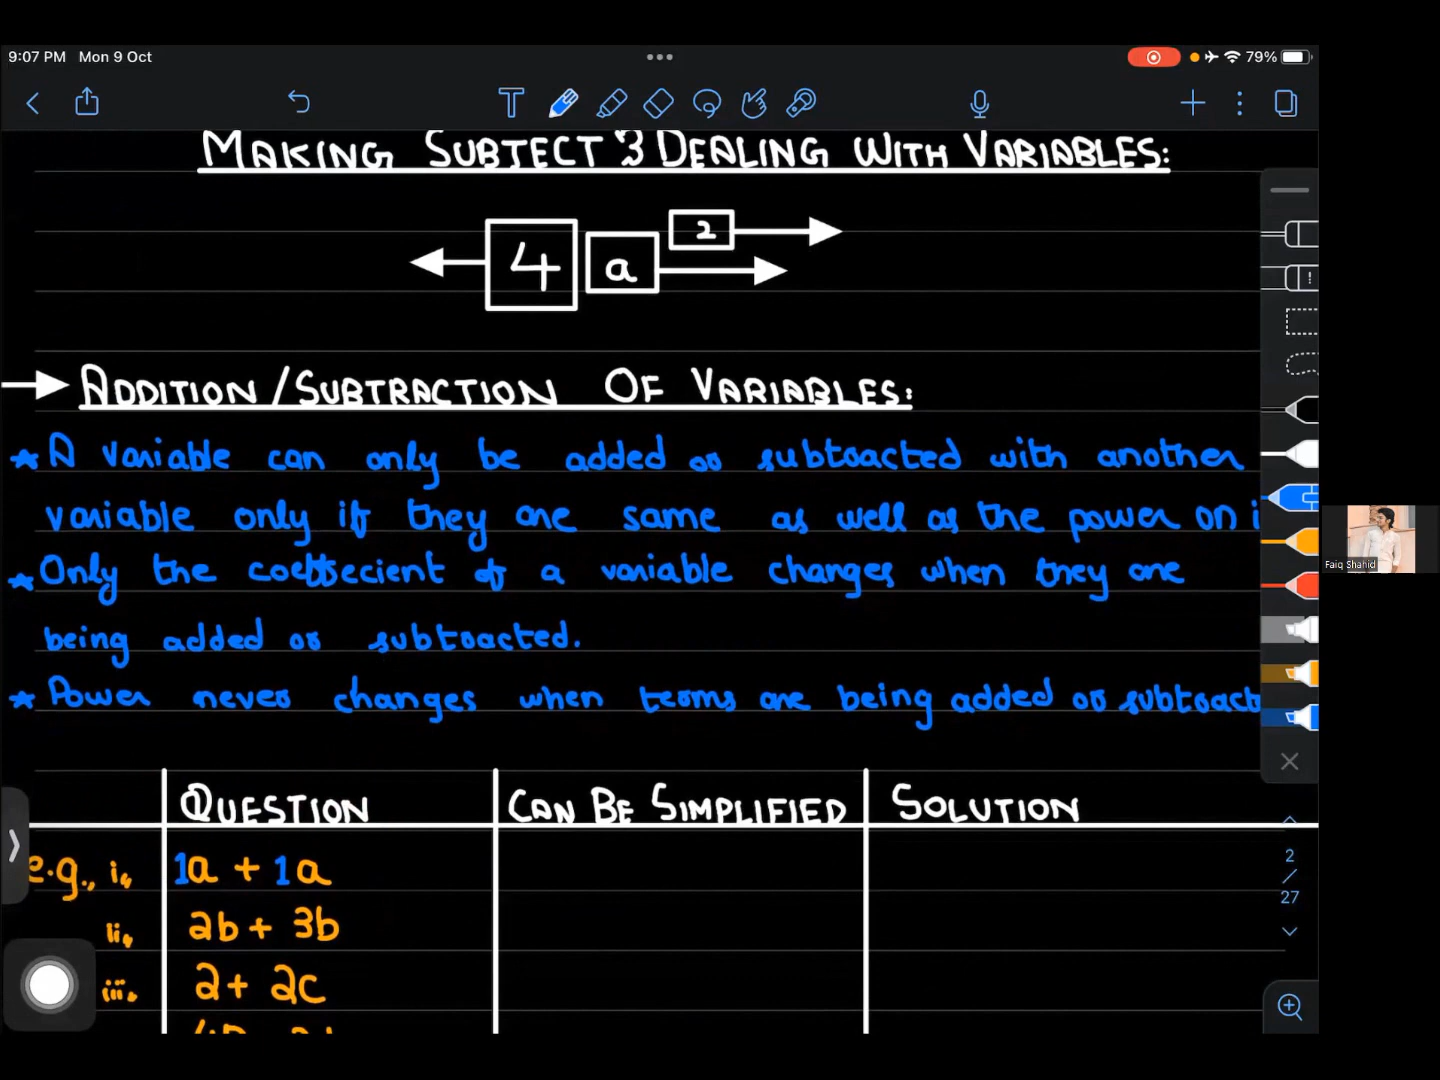 9:07 PM Mon 9 Oct
79%
MAKING SUBJECT & DEALING WITH VARIABLES:
4 a 2
ADDITION/SUBTRACTION OF VARIABLES:
* A variable can only be added or subtracted with another
variable only if they are same as well as the power on i
* Only the coeffecient of a variable changes when they are
being added or subtracted.
* Power never changes when terms are being added or subtract
QUESTION CAN BE SIMPLIFIED SOLUTION
e.g., i, 1a + 1a
ii, 2b + 3b
iii. 2 + 2c
2
/
27
Faiq Shahid